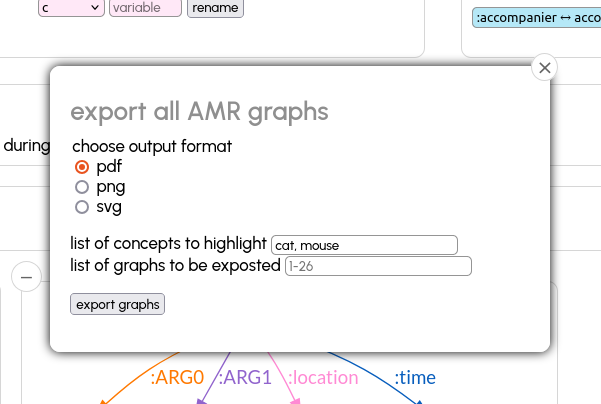 c variable rename
:accompanier ↔ acco
export all AMR graphs
during
choose output format
pdf
png
svg
list of concepts to highlight cat, mouse
list of graphs to be exposted 1-26
export graphs
:ARG0 :ARG1 :location :time